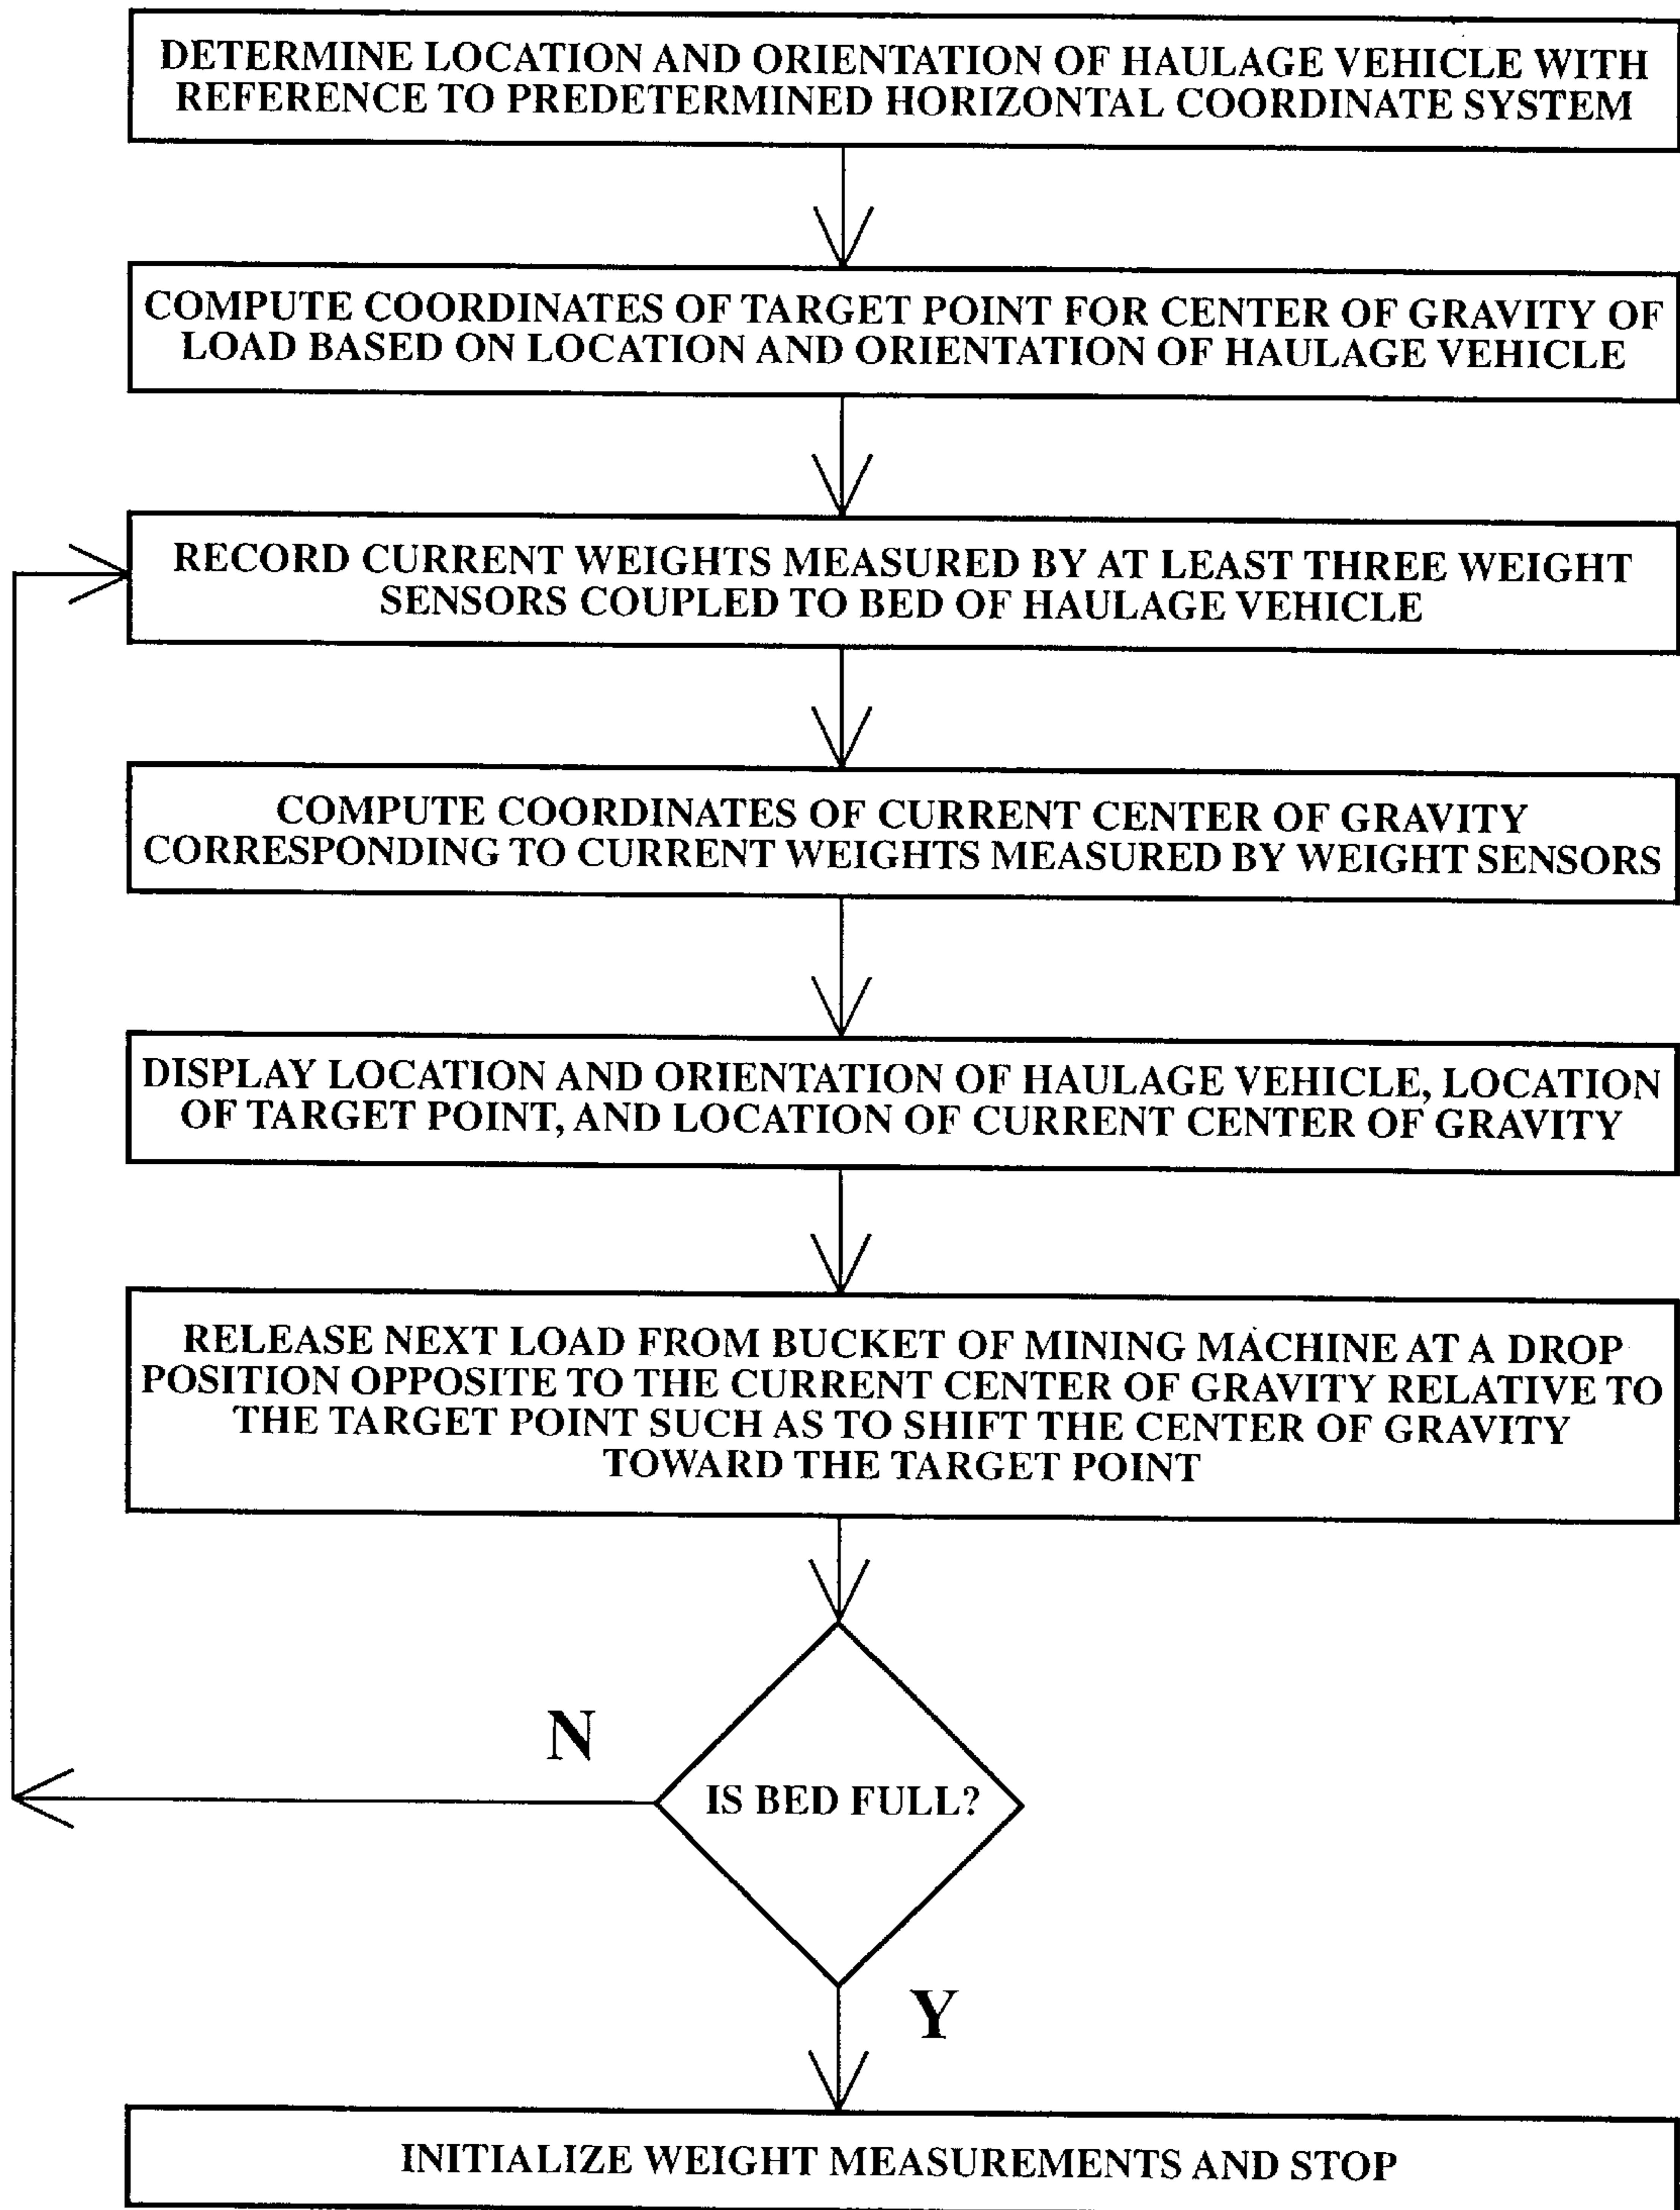 DETERMINE LOCATION AND ORIENTATION OF HAULAGE VEHICLE WITH
REFERENCE TO PREDETERMINED HORIZONTAL COORDINATE SYSTEM
COMPUTE COORDINATES OF TARGET POINT FOR CENTER OF GRAVITY OF
LOAD BASED ON LOCATION AND ORIENTATION OF HAULAGE VEHICLE
RECORD CURRENT WEIGHTS MEASURED BY AT LEAST THREE WEIGHT
SENSORS COUPLED TO BED OF HAULAGE VEHICLE
COMPUTE COORDINATES OF CURRENT CENTER OF GRAVITY
CORRESPONDING TO CURRENT WEIGHTS MEASURED BY WEIGHT SENSORS
DISPLAY LOCATION AND ORIENTATION OF HAULAGE VEHICLE, LOCATION
OF TARGET POINT, AND LOCATION OF CURRENT CENTER OF GRAVITY
RELEASE NEXT LOAD FROM BUCKET OF MINING MACHINE AT A DROP
POSITION OPPOSITE TO THE CURRENT CENTER OF GRAVITY RELATIVE TO
THE TARGET POINT SUCH AS TO SHIFT THE CENTER OF GRAVITY
TOWARD THE TARGET POINT
N
IS BED FULL?
Y
INITIALIZE WEIGHT MEASUREMENTS AND STOP